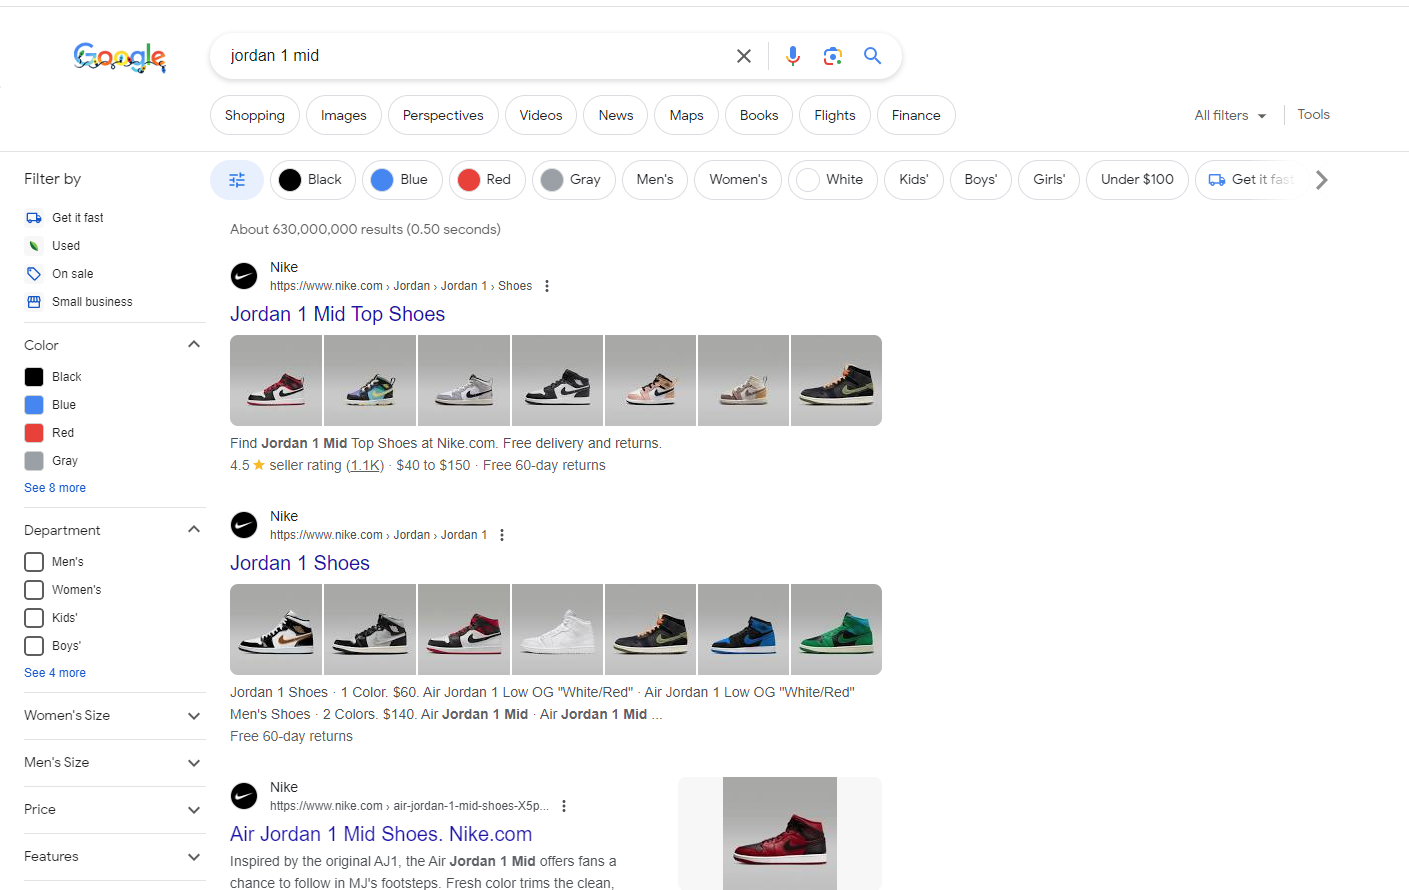 Google
jordan 1 mid
Shopping
Images
Perspectives
Videos
News
Maps
Books
Flights
Finance
All filters
Tools
Filter by
Get it fast
Used
On sale
Small business
Color
Black
Blue
Red
Gray
See 8 more
Department
Men's
Women's
Kids'
Boys'
See 4 more
Women's Size
Men's Size
Price
Features
Black
Blue
Red
Gray
Men's
Women's
White
Kids'
Boys'
Girls'
Under $100
Get it fast
About 630,000,000 results (0.50 seconds)
Nike
https://www.nike.com › Jordan › Jordan 1 › Shoes
Jordan 1 Mid Top Shoes
Find Jordan 1 Mid Top Shoes at Nike.com. Free delivery and returns.
4.5 ★ seller rating (1.1K) · $40 to $150 · Free 60-day returns
Nike
https://www.nike.com › Jordan › Jordan 1
Jordan 1 Shoes
Jordan 1 Shoes · 1 Color. $60. Air Jordan 1 Low OG "White/Red" · Air Jordan 1 Low OG "White/Red"
Men's Shoes · 2 Colors. $140. Air Jordan 1 Mid · Air Jordan 1 Mid ...
Free 60-day returns
Nike
https://www.nike.com › air-jordan-1-mid-shoes-X5p...
Air Jordan 1 Mid Shoes. Nike.com
Inspired by the original AJ1, the Air Jordan 1 Mid offers fans a
chance to follow in MJ's footsteps. Fresh color trims the clean,